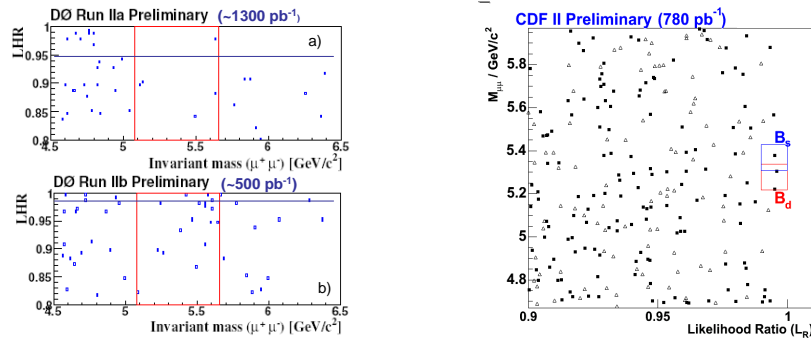 DØ Run IIa Preliminary (~1300 pb⁻¹)
LHR
1
0.95
0.9
0.85
0.8
a)
4.5 5 5.5 6 6.5
Invariant mass (μ⁺ μ⁻) [GeV/c²]
DØ Run IIb Preliminary (~500 pb⁻¹)
LHR
1
0.95
0.9
0.85
0.8
b)
4.5 5 5.5 6 6.5
Invariant mass (μ⁺ μ⁻) [GeV/c²]
CDF II Preliminary (780 pb⁻¹)
Mμμ / GeV/c²
5.8
5.6
5.4
5.2
5
4.8
Bs
Bd
0.9 0.95 1
Likelihood Ratio (LR)